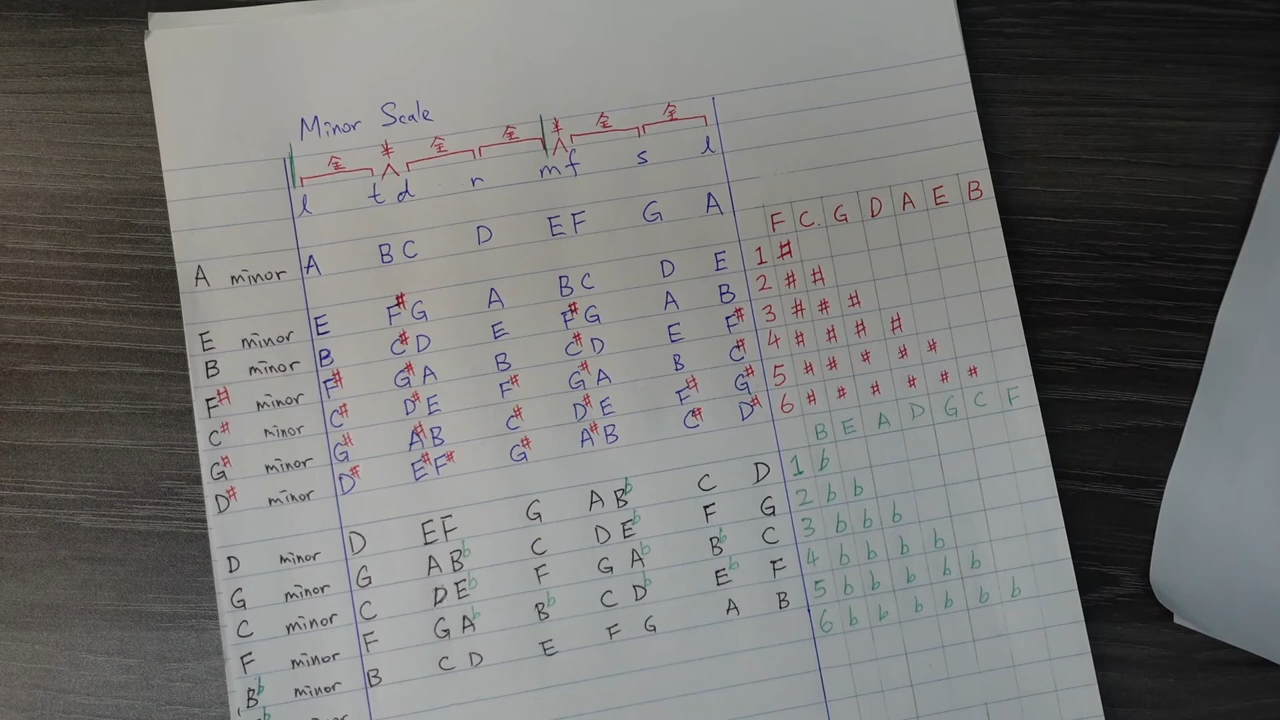 Minor Scale
全 半 全 全 半 全 全
l t d r m f s l
A minor A B C D E F G A
F C G D A E B
E minor E F# G A B C D E 1 #
B minor B C# D E F# G A B 2 # #
F# minor F# G# A B C# D E F# 3 # # #
C# minor C# D# E F# G# A B C# 4 # # # #
G# minor G# A# B C# D# E F# G# 5 # # # # #
D# minor D# E# F# G# A# B C# D# 6 # # # # # #
B E A D G C F
D minor D E F G A B♭ C D 1 ♭
G minor G A B♭ C D E♭ F G 2 ♭ ♭
C minor C D E♭ F G A♭ B♭ C 3 ♭ ♭ ♭
F minor F G A♭ B♭ C D♭ E♭ F 4 ♭ ♭ ♭ ♭
B♭ minor B C D E F G A B 5 ♭ ♭ ♭ ♭ ♭
6 ♭ ♭ ♭ ♭ ♭ ♭